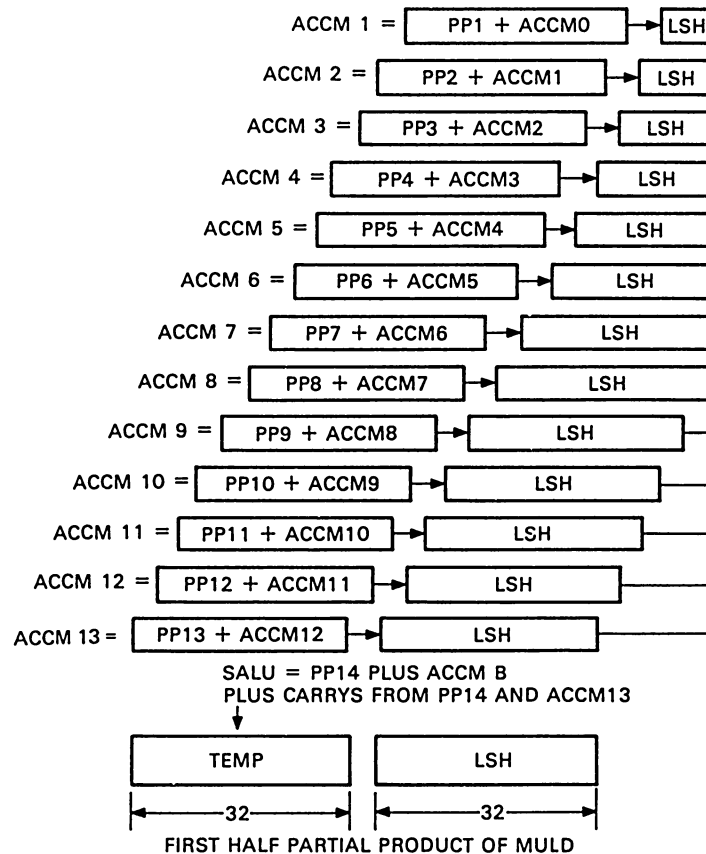 ACCM 1 = PP1 + ACCM0 LSH
ACCM 2 = PP2 + ACCM1 LSH
ACCM 3 = PP3 + ACCM2 LSH
ACCM 4 = PP4 + ACCM3 LSH
ACCM 5 = PP5 + ACCM4 LSH
ACCM 6 = PP6 + ACCM5 LSH
ACCM 7 = PP7 + ACCM6 LSH
ACCM 8 = PP8 + ACCM7 LSH
ACCM 9 = PP9 + ACCM8 LSH
ACCM 10 = PP10 + ACCM9 LSH
ACCM 11 = PP11 + ACCM10 LSH
ACCM 12 = PP12 + ACCM11 LSH
ACCM 13 = PP13 + ACCM12 LSH
SALU = PP14 PLUS ACCM B
PLUS CARRYS FROM PP14 AND ACCM13
TEMP LSH
32 32
FIRST HALF PARTIAL PRODUCT OF MULD